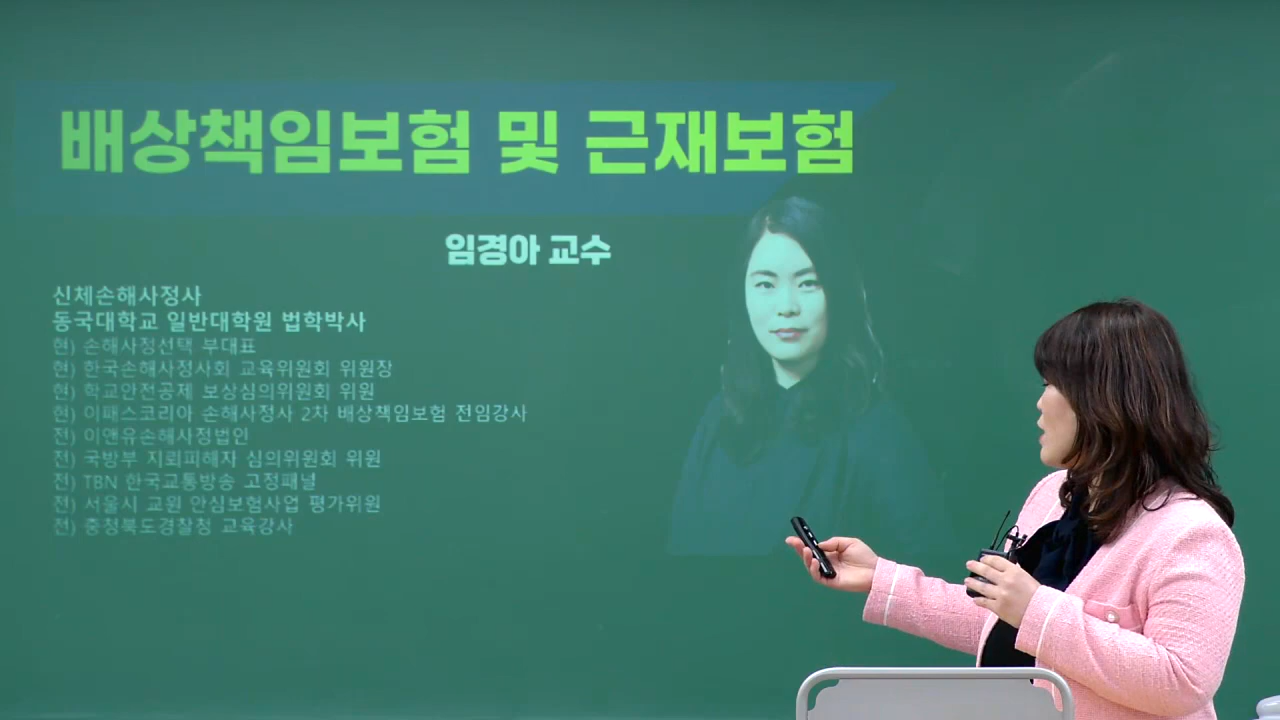 배상책임보험 및 근재보험
임경아 교수
신체손해사정사
동국대학교 일반대학원 법학박사
현) 손해사정선택 부대표
현) 한국손해사정사회 교육위원회 위원장
현) 학교안전공제 보상심의위원회 위원
현) 이패스코리아 손해사정사 2차 배상책임보험 전임강사
전) 이앤유손해사정법인
전) 국방부 지뢰피해자 심의위원회 위원
전) TBN 한국교통방송 고정패널
전) 서울시 교원 안심보험사업 평가위원
전) 충청북도경찰청 교육강사